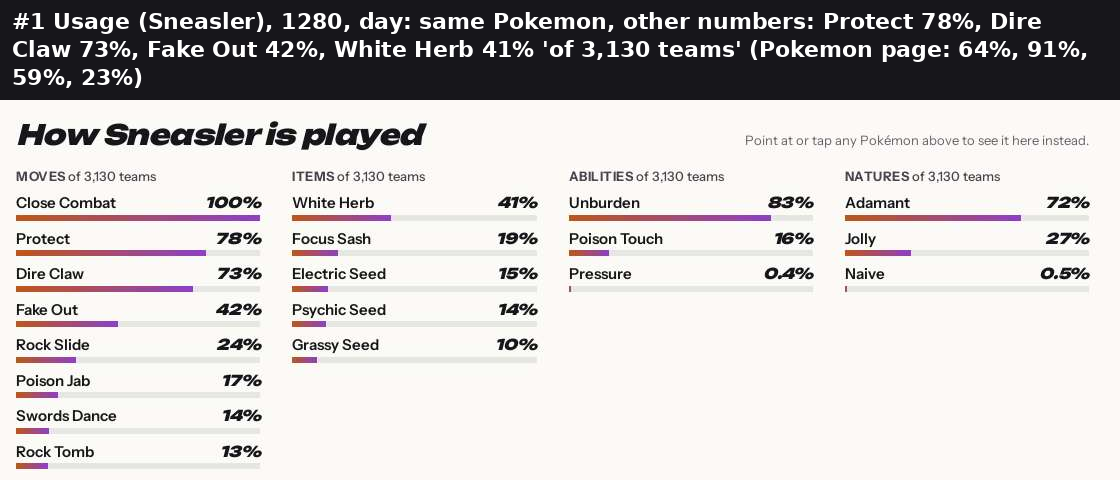 #1 Usage (Sneasler), 1280, day: same Pokemon, other numbers: Protect 78%, Dire
Claw 73%, Fake Out 42%, White Herb 41% 'of 3,130 teams' (Pokemon page: 64%, 91%,
59%, 23%)
How Sneasler is played
Point at or tap any Pokémon above to see it here instead.
MOVES of 3,130 teams
Close Combat 100%
Protect 78%
Dire Claw 73%
Fake Out 42%
Rock Slide 24%
Poison Jab 17%
Swords Dance 14%
Rock Tomb 13%
ITEMS of 3,130 teams
White Herb 41%
Focus Sash 19%
Electric Seed 15%
Psychic Seed 14%
Grassy Seed 10%
ABILITIES of 3,130 teams
Unburden 83%
Poison Touch 16%
Pressure 0.4%
NATURES of 3,130 teams
Adamant 72%
Jolly 27%
Naive 0.5%